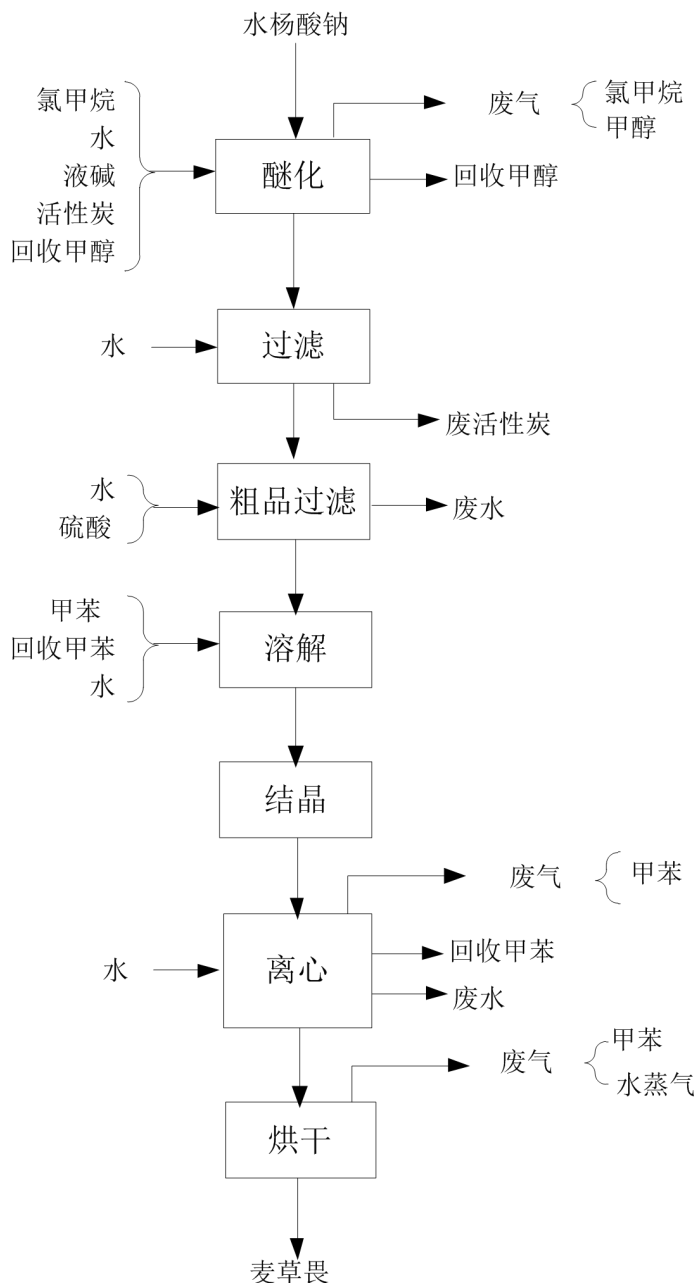 水杨酸钠
氯甲烷
水
液碱
活性炭
回收甲醇
醚化
废气
氯甲烷
甲醇
回收甲醇
水
过滤
废活性炭
水
硫酸
粗品过滤
废水
甲苯
回收甲苯
水
溶解
结晶
废气
甲苯
水
离心
回收甲苯
废水
废气
甲苯
水蒸气
烘干
麦草畏